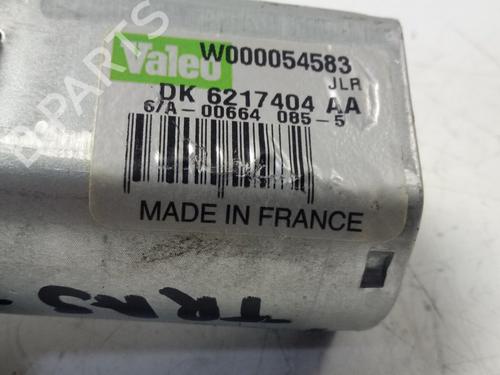 Valeo W000054583
JLR
DK 6217404 AA
6/A-00664 085-5
MADE IN FRANCE
PARTS